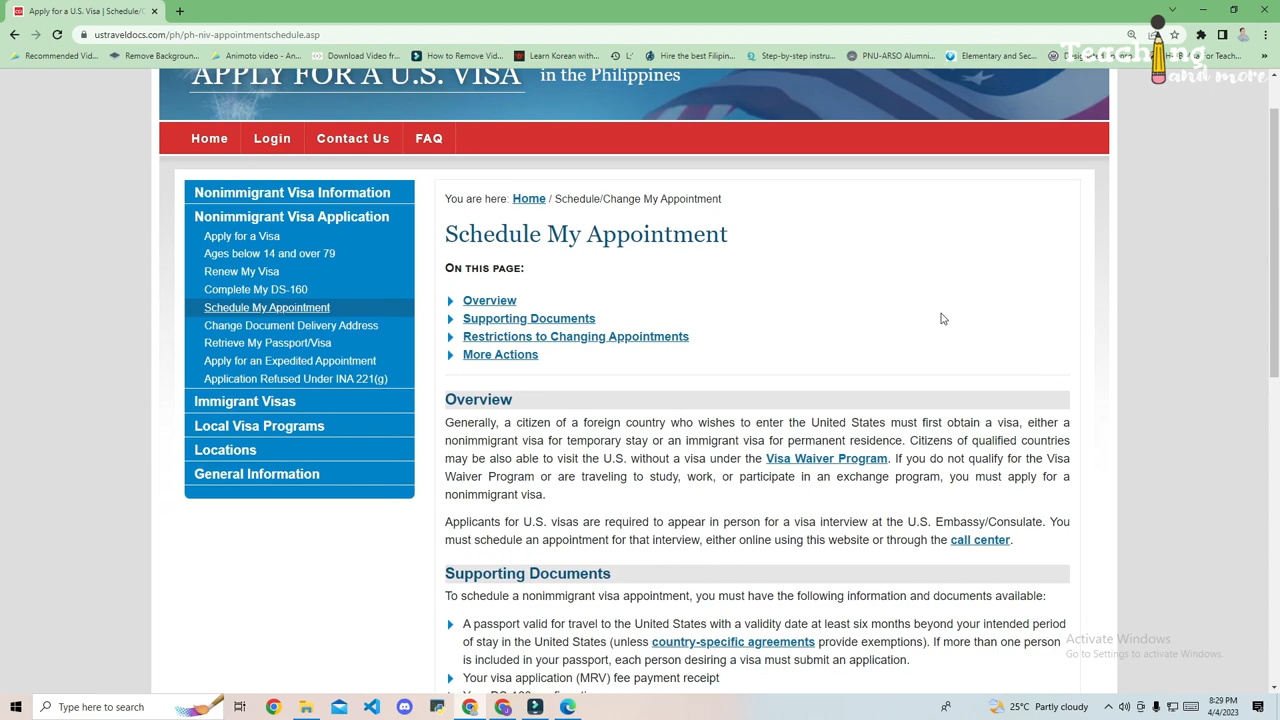 Apply for a U.S. Visa | Schedule/C
ustraveldocs.com/ph/ph-niv-appointmentschedule.asp
Recommended Vid...
Remove Background...
Animoto video - An...
Download Video fr...
How to Remove Vid...
Learn Korean with...
Hire the best Filipin...
Step-by-step instru...
PNU-ARSO Alumni...
Elementary and Sec...
Teaching
and more
APPLY FOR A U.S. VISA in the Philippines
Home Login Contact Us FAQ
Nonimmigrant Visa Information
Nonimmigrant Visa Application
Apply for a Visa
Ages below 14 and over 79
Renew My Visa
Complete My DS-160
Schedule My Appointment
Change Document Delivery Address
Retrieve My Passport/Visa
Apply for an Expedited Appointment
Application Refused Under INA 221(g)
Immigrant Visas
Local Visa Programs
Locations
General Information
You are here: Home / Schedule/Change My Appointment
Schedule My Appointment
ON THIS PAGE:
Overview
Supporting Documents
Restrictions to Changing Appointments
More Actions
Overview
Generally, a citizen of a foreign country who wishes to enter the United States must first obtain a visa, either a
nonimmigrant visa for temporary stay or an immigrant visa for permanent residence. Citizens of qualified countries
may be also able to visit the U.S. without a visa under the Visa Waiver Program. If you do not qualify for the Visa
Waiver Program or are traveling to study, work, or participate in an exchange program, you must apply for a
nonimmigrant visa.
Applicants for U.S. visas are required to appear in person for a visa interview at the U.S. Embassy/Consulate. You
must schedule an appointment for that interview, either online using this website or through the call center.
Supporting Documents
To schedule a nonimmigrant visa appointment, you must have the following information and documents available:
A passport valid for travel to the United States with a validity date at least six months beyond your intended period
of stay in the United States (unless country-specific agreements provide exemptions). If more than one person
is included in your passport, each person desiring a visa must submit an application.
Your visa application (MRV) fee payment receipt
Activate Windows
Go to Settings to activate Windows.
Type here to search
25°C Partly cloudy
8:29 PM
4/4/2023